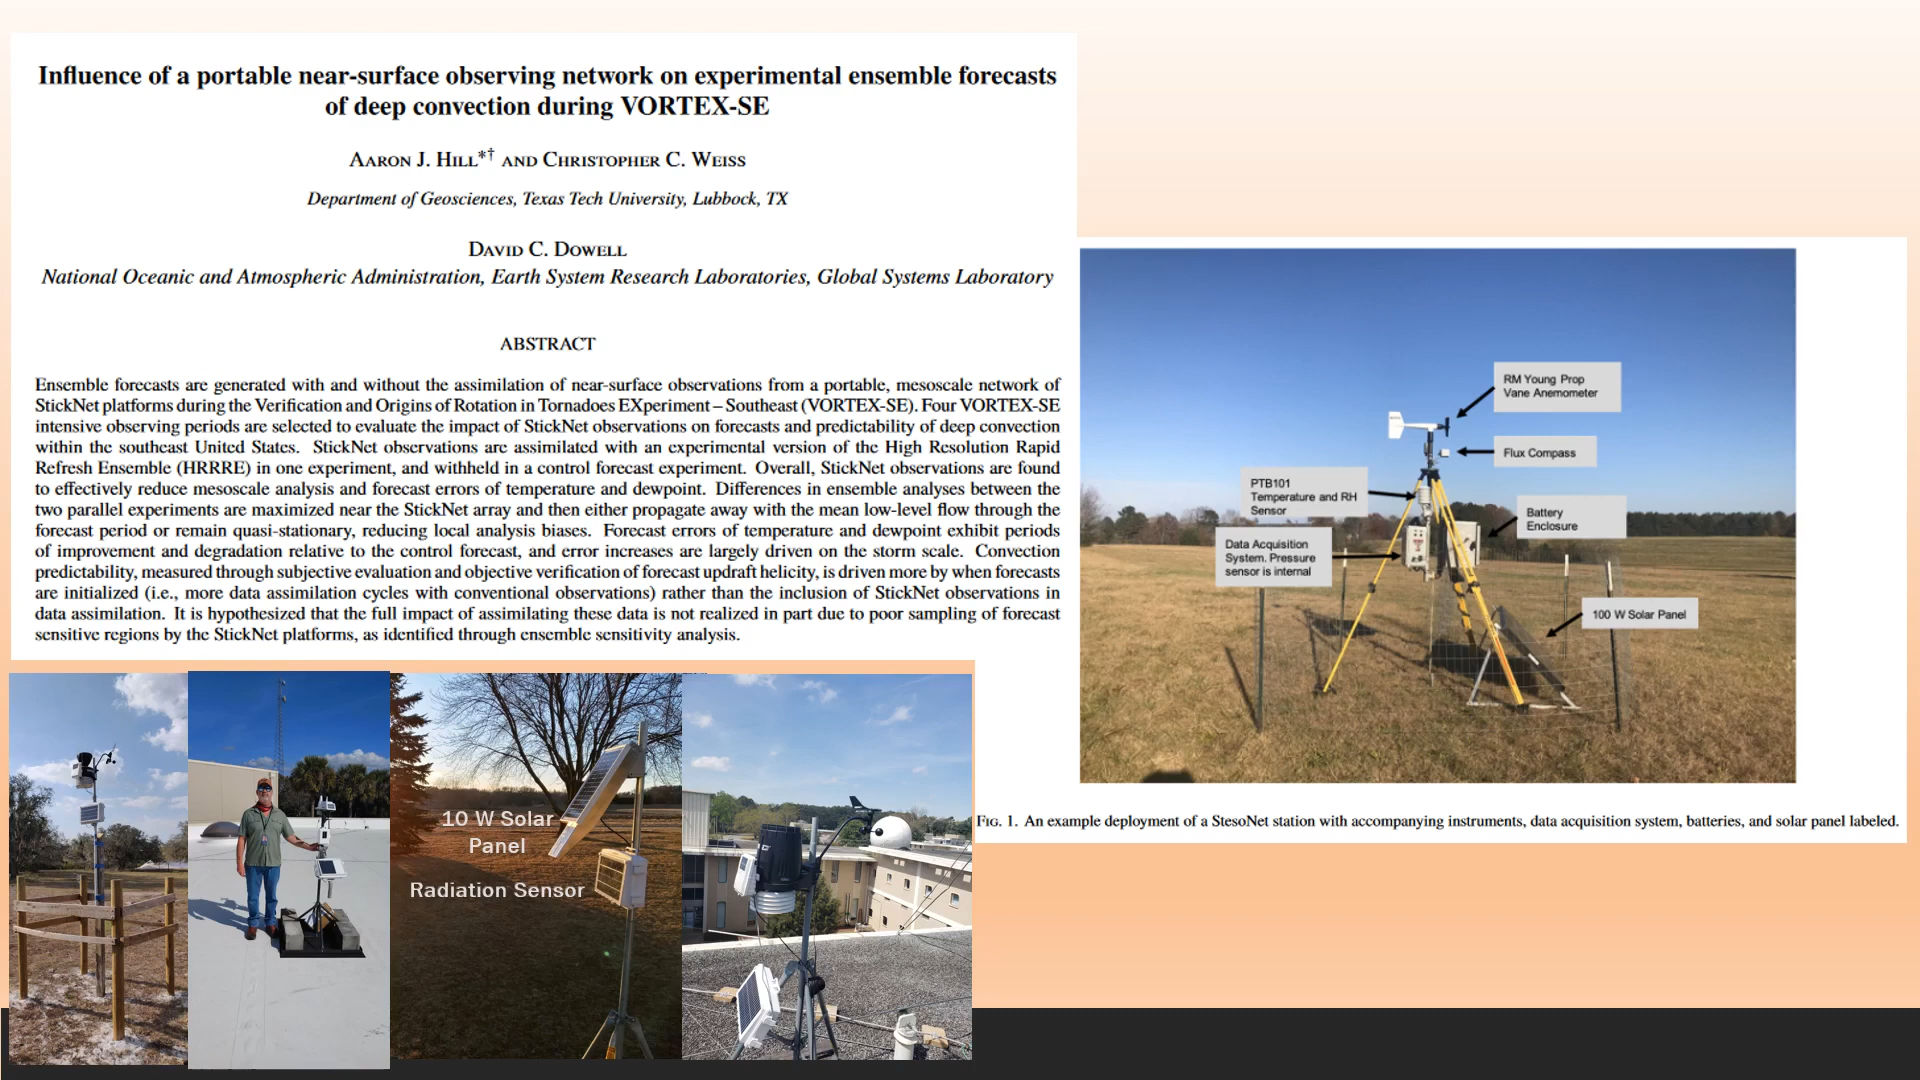 Influence of a portable near-surface observing network on experimental ensemble forecasts
of deep convection during VORTEX-SE
AARON J. HILL*† AND CHRISTOPHER C. WEISS
Department of Geosciences, Texas Tech University, Lubbock, TX
DAVID C. DOWELL
National Oceanic and Atmospheric Administration, Earth System Research Laboratories, Global Systems Laboratory
ABSTRACT
Ensemble forecasts are generated with and without the assimilation of near-surface observations from a portable, mesoscale network of
StickNet platforms during the Verification and Origins of Rotation in Tornadoes EXperiment – Southeast (VORTEX-SE). Four VORTEX-SE
intensive observing periods are selected to evaluate the impact of StickNet observations on forecasts and predictability of deep convection
within the southeast United States. StickNet observations are assimilated with an experimental version of the High Resolution Rapid
Refresh Ensemble (HRRRE) in one experiment, and withheld in a control forecast experiment. Overall, StickNet observations are found
to effectively reduce mesoscale analysis and forecast errors of temperature and dewpoint. Differences in ensemble analyses between the
two parallel experiments are maximized near the StickNet array and then either propagate away with the mean low-level flow through the
forecast period or remain quasi-stationary, reducing local analysis biases. Forecast errors of temperature and dewpoint exhibit periods
of improvement and degradation relative to the control forecast, and error increases are largely driven on the storm scale. Convection
predictability, measured through subjective evaluation and objective verification of forecast updraft helicity, is driven more by when forecasts
are initialized (i.e., more data assimilation cycles with conventional observations) rather than the inclusion of StickNet observations in
data assimilation. It is hypothesized that the full impact of assimilating these data is not realized in part due to poor sampling of forecast
sensitive regions by the StickNet platforms, as identified through ensemble sensitivity analysis.
RM Young Prop
Vane Anemometer
Flux Compass
PTB101
Temperature and RH
Sensor
Battery
Enclosure
Data Acquisition
System. Pressure
sensor is internal
100 W Solar Panel
FIG. 1. An example deployment of a StesoNet station with accompanying instruments, data acquisition system, batteries, and solar panel labeled.
10 W Solar
Panel
Radiation Sensor